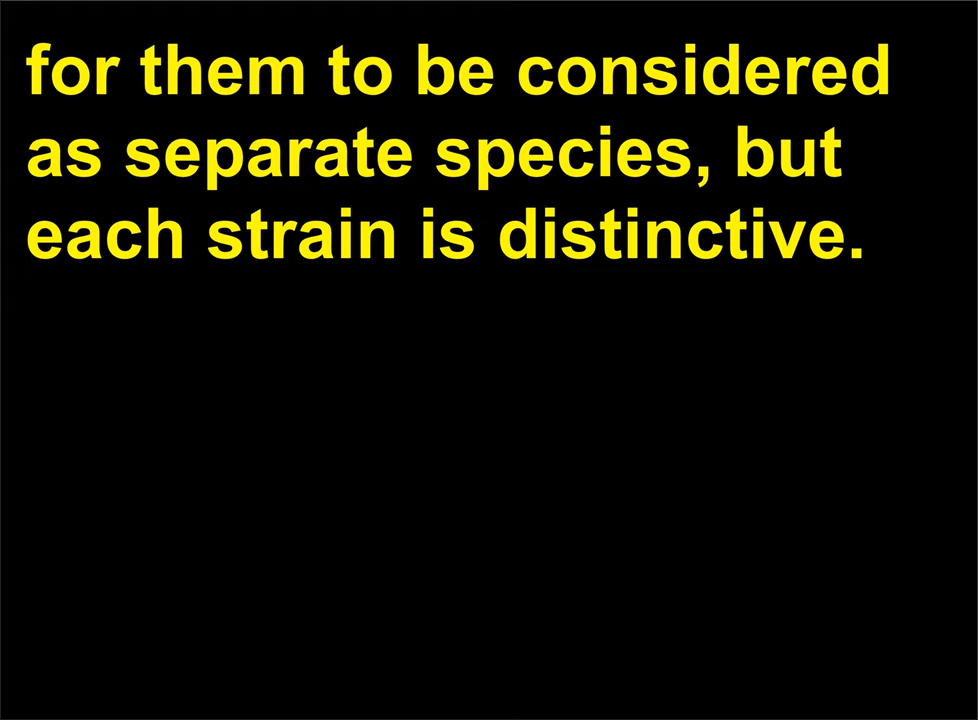 for them to be considered
as separate species, but
each strain is distinctive.